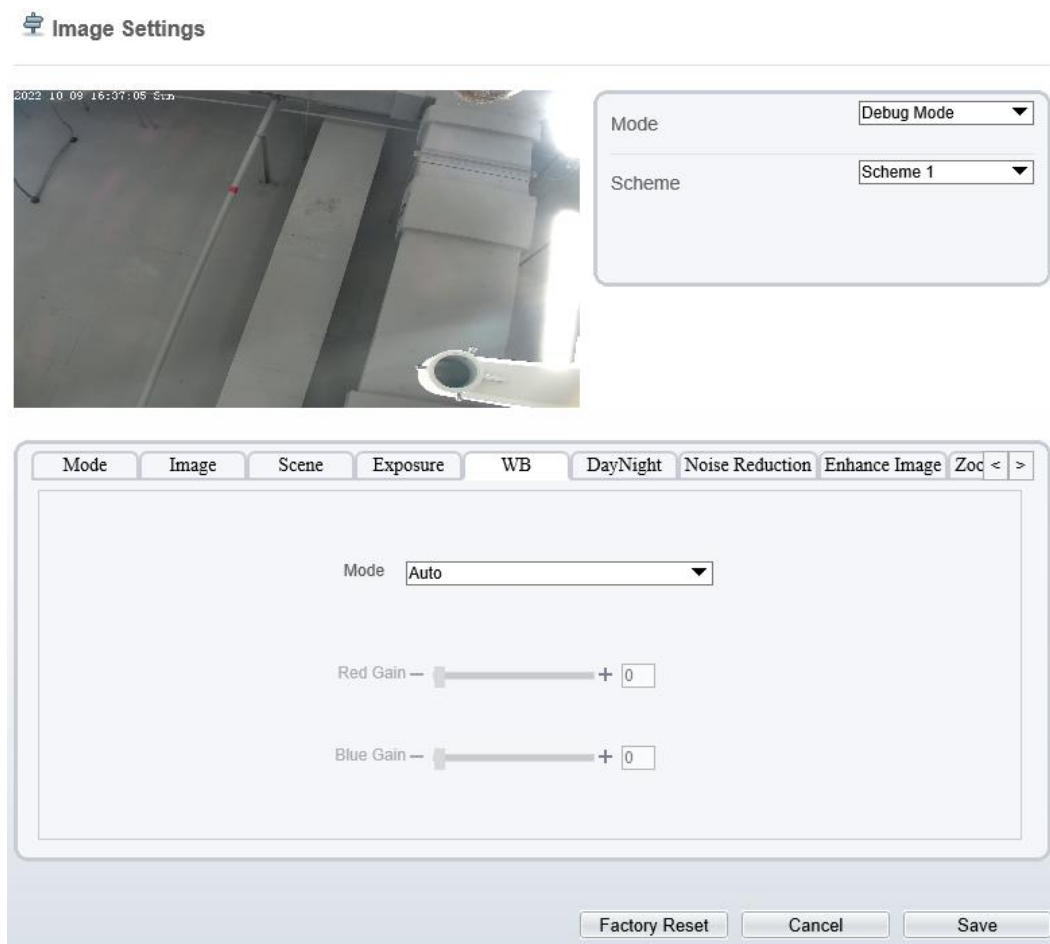 Image Settings
2022 10 09 16:37:05 Sun
Mode
Debug Mode
Scheme
Scheme 1
Mode Image Scene Exposure WB DayNight Noise Reduction Enhance Image Zoo < >
Mode Auto
Red Gain − + 0
Blue Gain − + 0
Factory Reset Cancel Save